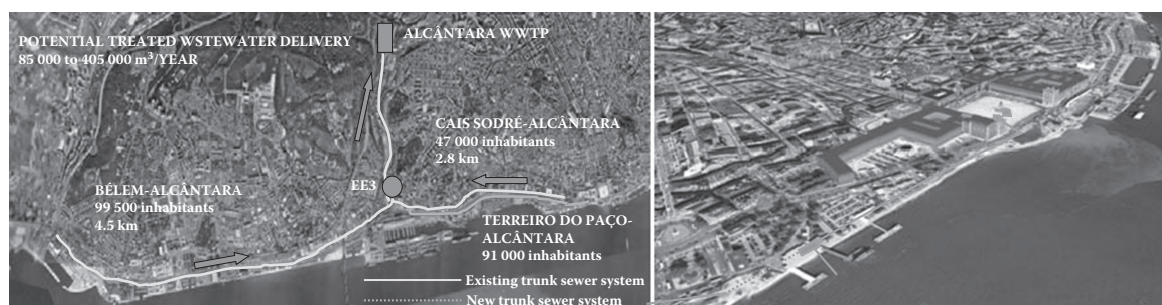 POTENTIAL TREATED WSTEWATER DELIVERY
85 000 to 405 000 m³/YEAR
ALCÂNTARA WWTP
CAIS SODRÉ-ALCÂNTARA
47 000 inhabitants
2.8 km
EE3
BÉLEM-ALCÂNTARA
99 500 inhabitants
4.5 km
TERREIRO DO PAÇO-
ALCÂNTARA
91 000 inhabitants
Existing trunk sewer system
New trunk sewer system